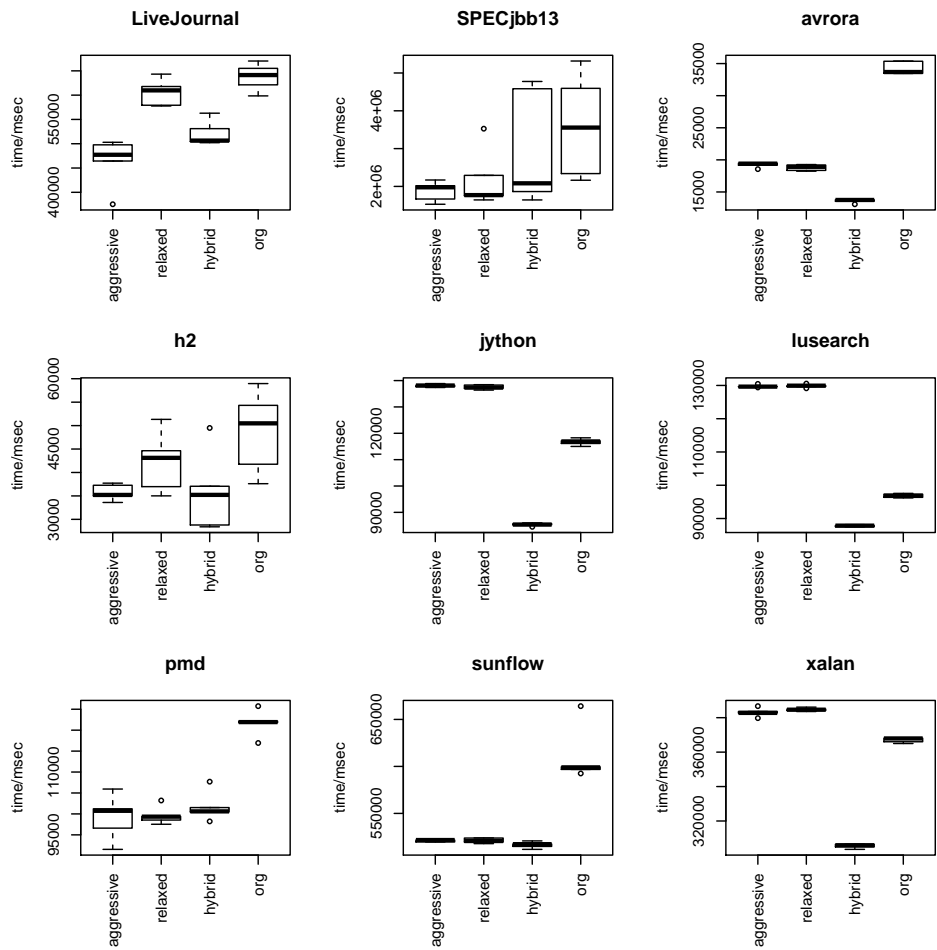 LiveJournal
time/msec
400000
550000
aggressive
relaxed
hybrid
org
SPECjbb13
time/msec
2e+06
4e+06
aggressive
relaxed
hybrid
org
avrora
time/msec
15000
25000
35000
aggressive
relaxed
hybrid
org
h2
time/msec
30000
45000
60000
aggressive
relaxed
hybrid
org
jython
time/msec
90000
120000
aggressive
relaxed
hybrid
org
lusearch
time/msec
90000
110000
130000
aggressive
relaxed
hybrid
org
pmd
time/msec
95000
110000
aggressive
relaxed
hybrid
org
sunflow
time/msec
550000
650000
aggressive
relaxed
hybrid
org
xalan
time/msec
320000
360000
aggressive
relaxed
hybrid
org